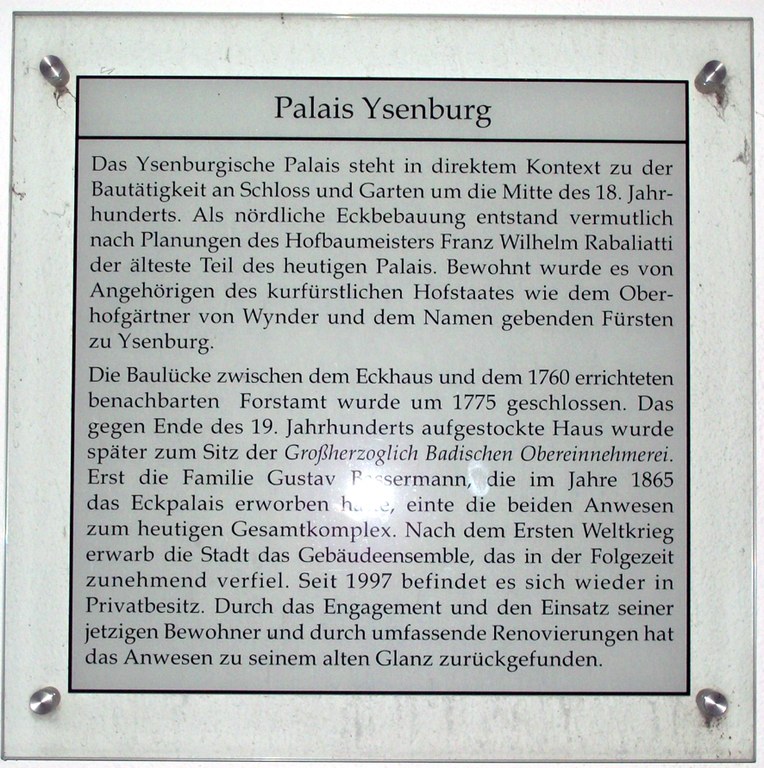 Palais Ysenburg
Das Ysenburgische Palais steht in direktem Kontext zu der
Bautätigkeit an Schloss und Garten um die Mitte des 18. Jahr-
hunderts. Als nördliche Eckbebauung entstand vermutlich
nach Planungen des Hofbaumeisters Franz Wilhelm Rabaliatti
der älteste Teil des heutigen Palais. Bewohnt wurde es von
Angehörigen des kurfürstlichen Hofstaates wie dem Ober-
hofgärtner von Wynder und dem Namen gebenden Fürsten
zu Ysenburg.
Die Baulücke zwischen dem Eckhaus und dem 1760 errichteten
benachbarten Forstamt wurde um 1775 geschlossen. Das
gegen Ende des 19. Jahrhunderts aufgestockte Haus wurde
später zum Sitz der Großherzoglich Badischen Obereinnehmerei.
Erst die Familie Gustav Bassermann, die im Jahre 1865
das Eckpalais erworben hatte, einte die beiden Anwesen
zum heutigen Gesamtkomplex. Nach dem Ersten Weltkrieg
erwarb die Stadt das Gebäudeensemble, das in der Folgezeit
zunehmend verfiel. Seit 1997 befindet es sich wieder in
Privatbesitz. Durch das Engagement und den Einsatz seiner
jetzigen Bewohner und durch umfassende Renovierungen hat
das Anwesen zu seinem alten Glanz zurückgefunden.